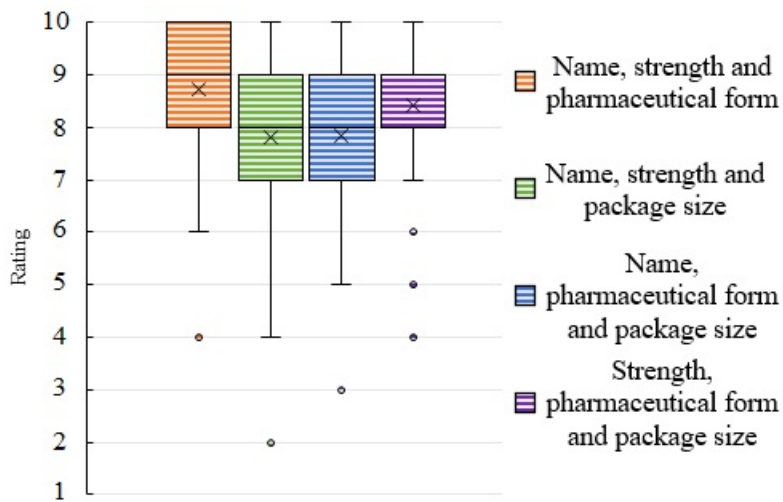 10
9
8
7
6
5
4
3
2
1
Rating
Name, strength and
pharmaceutical form
Name, strength and
package size
Name,
pharmaceutical form
and package size
Strength,
pharmaceutical form
and package size